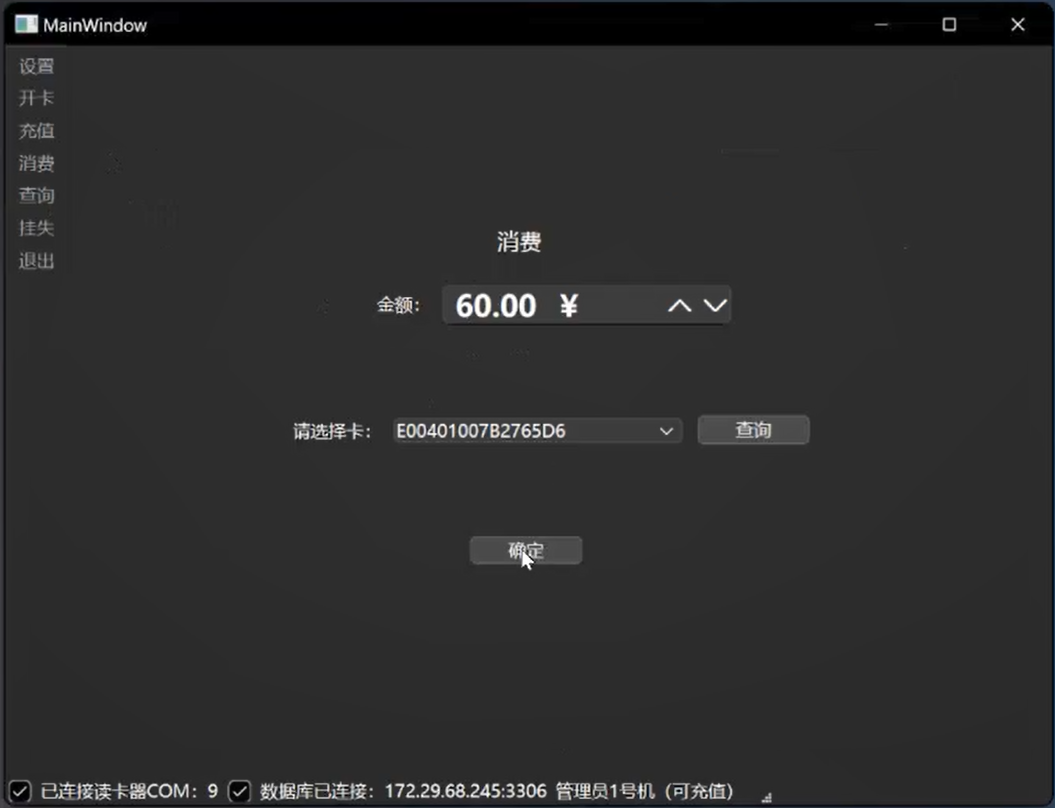 MainWindow
设置
开卡
充值
消费
查询
挂失
退出
消费
金额: 60.00 ¥
请选择卡: E00401007B2765D6 查询
确定
已连接读卡器COM: 9 数据库已连接: 172.29.68.245:3306 管理员1号机 (可充值)